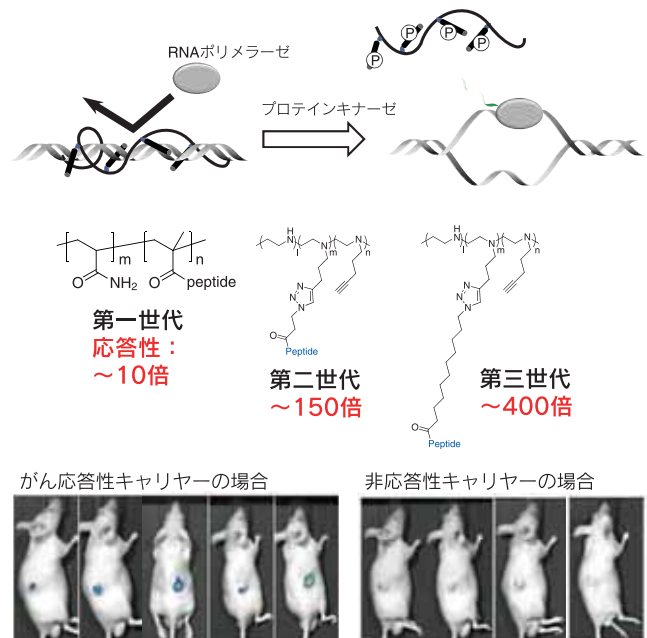 RNAポリメラーゼ
P P P P
プロテインキナーゼ
m n
O NH2 O peptide
第一世代
応答性：
～10倍
H
N l N m N n
N N N
O
Peptide
第二世代
～150倍
H
N l N m N n
N N N
O
Peptide
第三世代
～400倍
がん応答性キャリヤーの場合
非応答性キャリヤーの場合